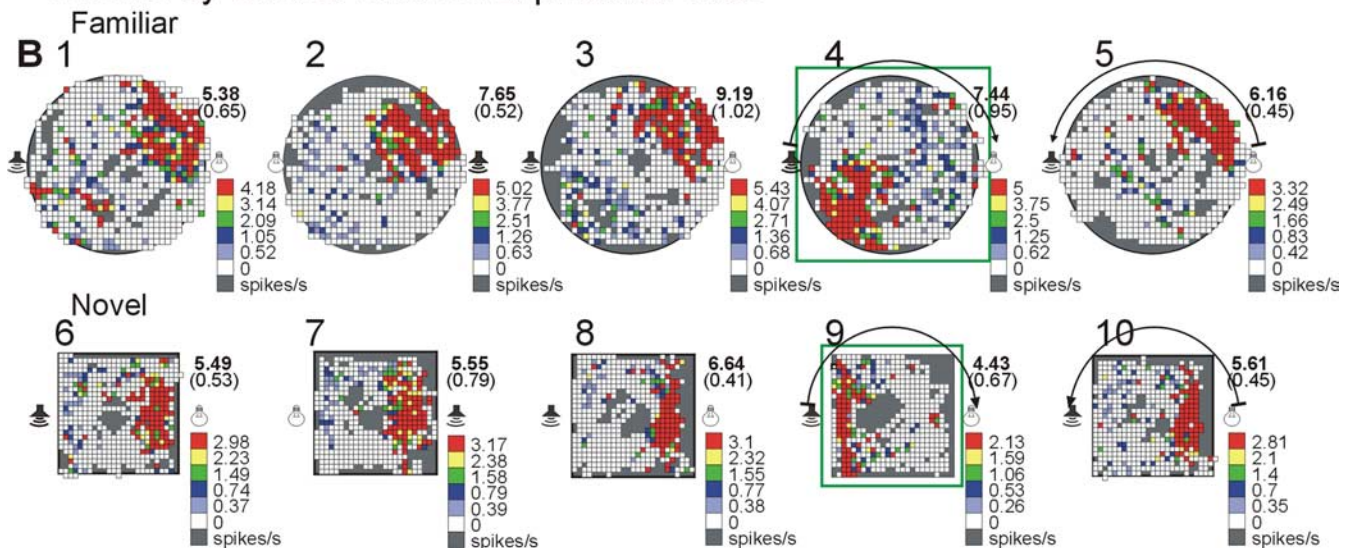 Familiar
B 1 2 3 4 5
5.38 7.65 9.19 7.44 6.16
(0.65) (0.52) (1.02) (0.95) (0.45)
4.18 5.02 5.43 5 3.32
3.14 3.77 4.07 3.75 2.49
2.09 2.51 2.71 2.5 1.66
1.05 1.26 1.36 1.25 0.83
0.52 0.63 0.68 0.62 0.42
0 0 0 0 0
spikes/s spikes/s spikes/s spikes/s spikes/s
Novel
6 7 8 9 10
5.49 5.55 6.64 4.43 5.61
(0.53) (0.79) (0.41) (0.67) (0.45)
2.98 3.17 3.1 2.13 2.81
2.23 2.38 2.32 1.59 2.1
1.49 1.58 1.55 1.06 1.4
0.74 0.79 0.77 0.53 0.7
0.37 0.39 0.38 0.26 0.35
0 0 0 0 0
spikes/s spikes/s spikes/s spikes/s spikes/s